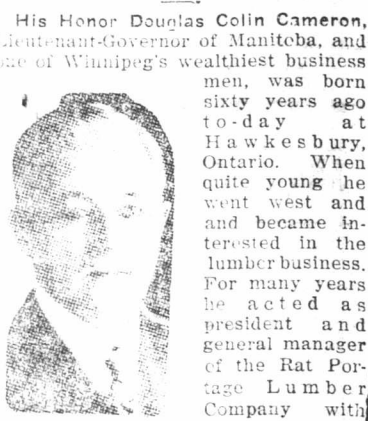 His Honor Douglas Colin Cameron,
Lieutenant-Governor of Manitoba, and
one of Winnipeg's wealthiest business
men, was born
sixty years ago
to-day at
Hawkesbury,
Ontario. When
quite young he
went west and
and became in-
terested in the
lumber business.
For many years
he acted as
president and
general manager
of the Rat Por-
tage Lumber
Company with